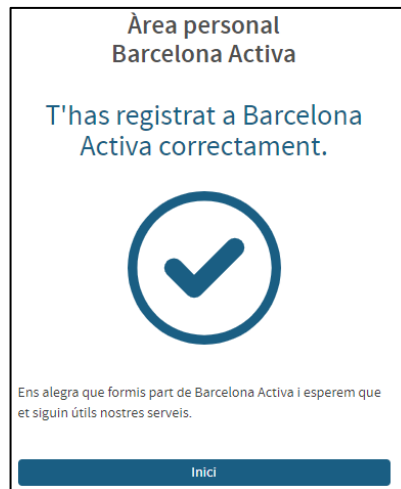 Àrea personal
Barcelona Activa
T'has registrat a Barcelona
Activa correctament.
Ens alegra que formis part de Barcelona Activa i esperem que
et siguin útils nostres serveis.
Inici